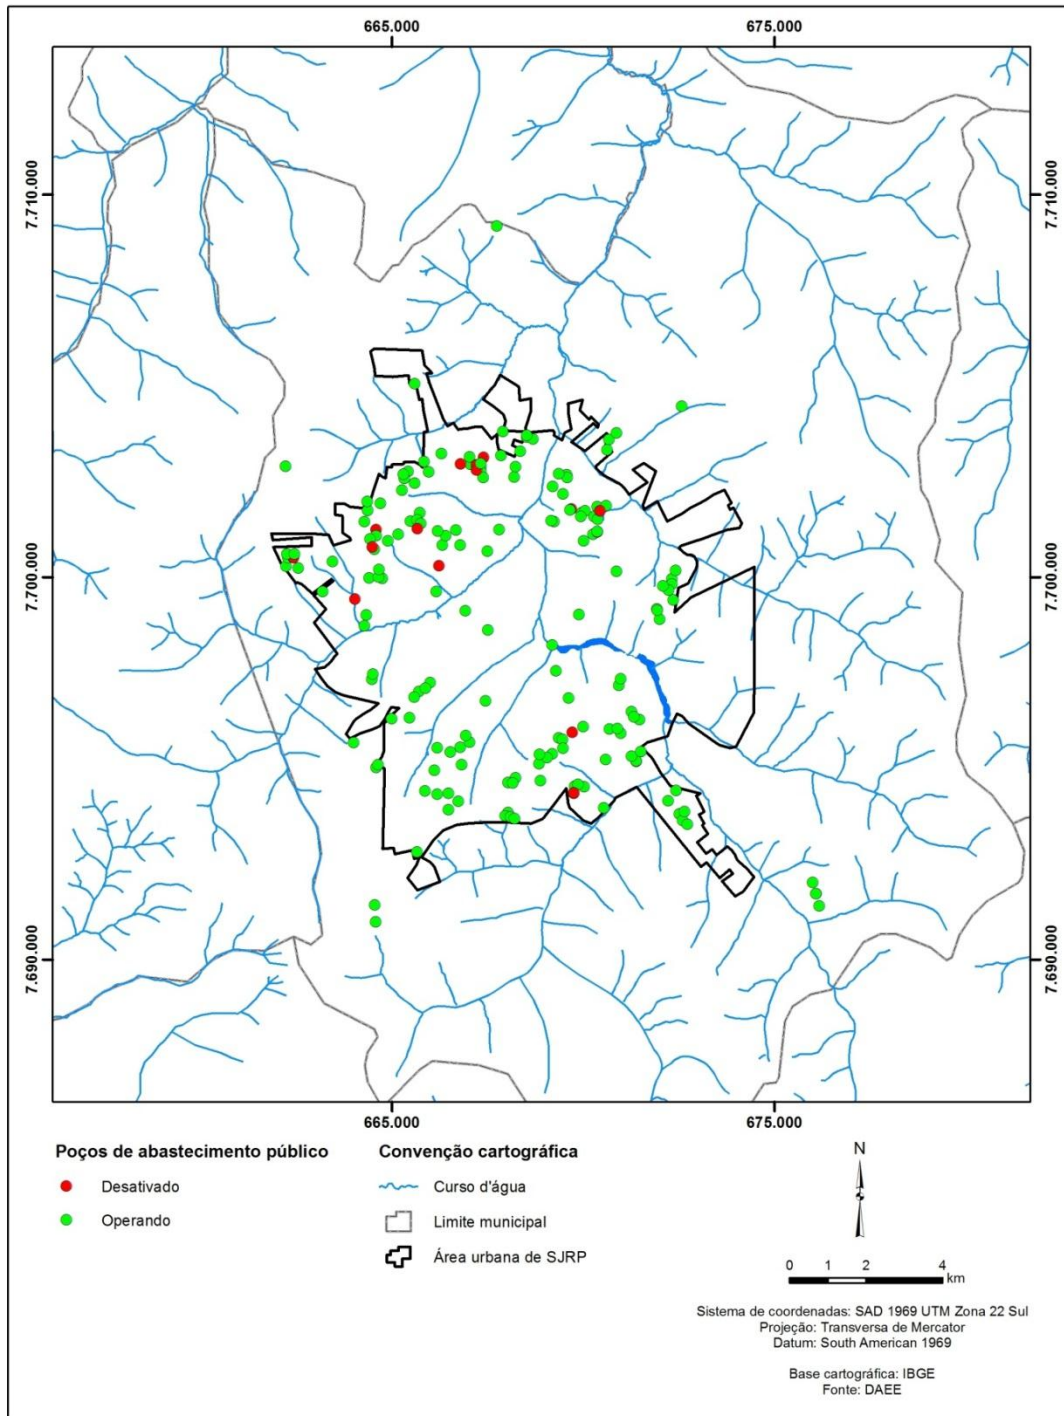 665.000 675.000
7.710.000 7.710.000
7.700.000 7.700.000
7.690.000 7.690.000
665.000 675.000
Poços de abastecimento público
Desativado
Operando
Convenção cartográfica
Curso d'água
Limite municipal
Área urbana de SJRP
N
0 1 2 4
km
Sistema de coordenadas: SAD 1969 UTM Zona 22 Sul
Projeção: Transversa de Mercator
Datum: South American 1969
Base cartográfica: IBGE
Fonte: DAEE